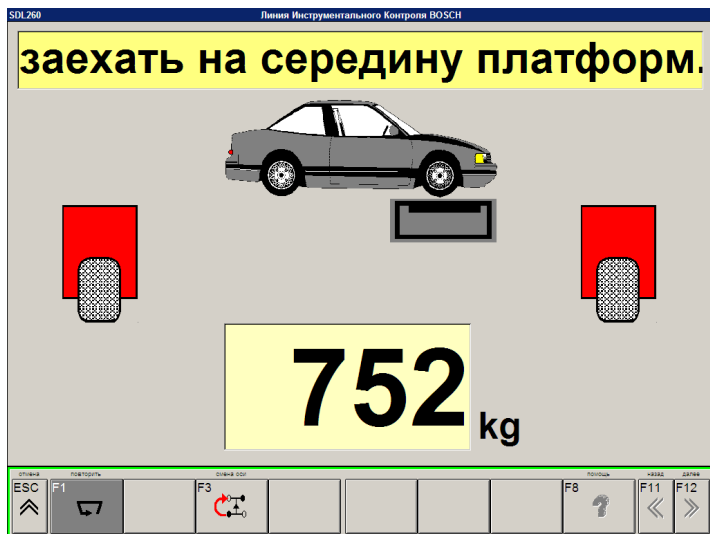 SDL260 Линия Инструментального Контроля BOSCH
заехать на середину платформ.
752 kg
отмена повторить смена оси помощь назад далее
ESC F1 F3 F8 F11 F12